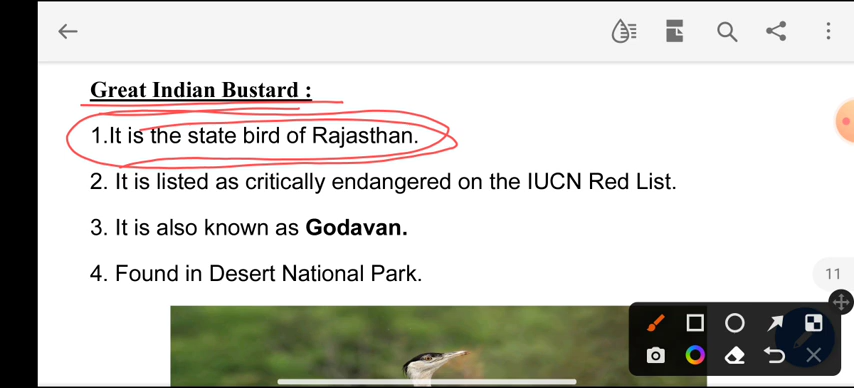 Great Indian Bustard :
1.It is the state bird of Rajasthan.
2. It is listed as critically endangered on the IUCN Red List.
3. It is also known as Godavan.
4. Found in Desert National Park.
11